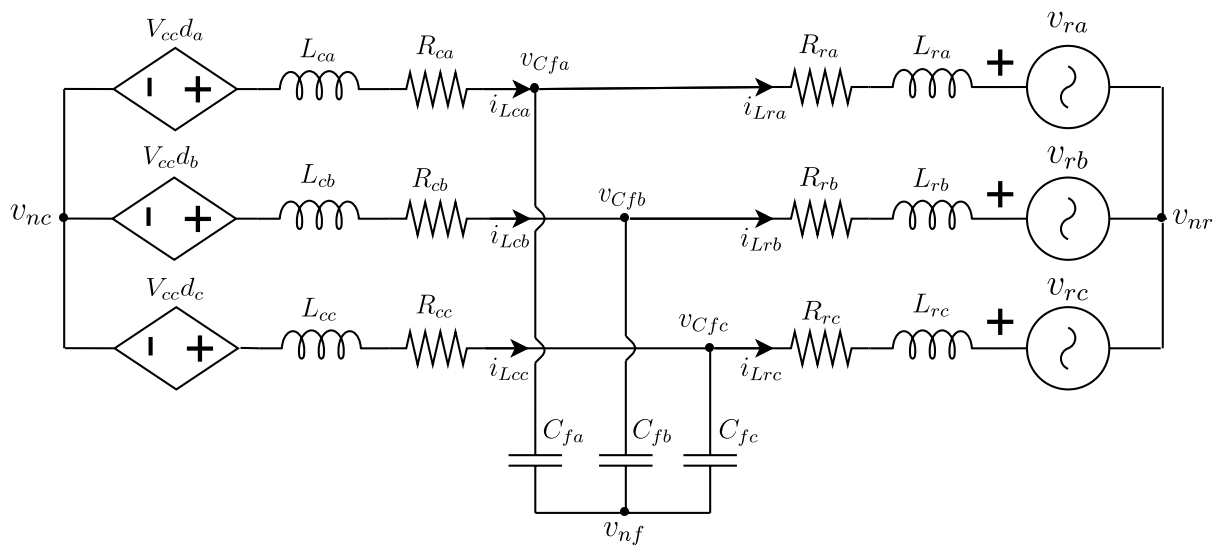 V_{cc}d_a
L_{ca}
R_{ca}
v_{Cfa}
i_{Lca}
i_{Lra}
R_{ra}
L_{ra}
+
v_{ra}
- +
V_{cc}d_b
L_{cb}
R_{cb}
v_{Cfb}
i_{Lcb}
i_{Lrb}
R_{rb}
L_{rb}
+
v_{rb}
v_{nc}
- +
v_{nr}
V_{cc}d_c
L_{cc}
R_{cc}
v_{Cfc}
i_{Lcc}
i_{Lrc}
R_{rc}
L_{rc}
+
v_{rc}
- +
C_{fa}
C_{fb}
C_{fc}
v_{nf}